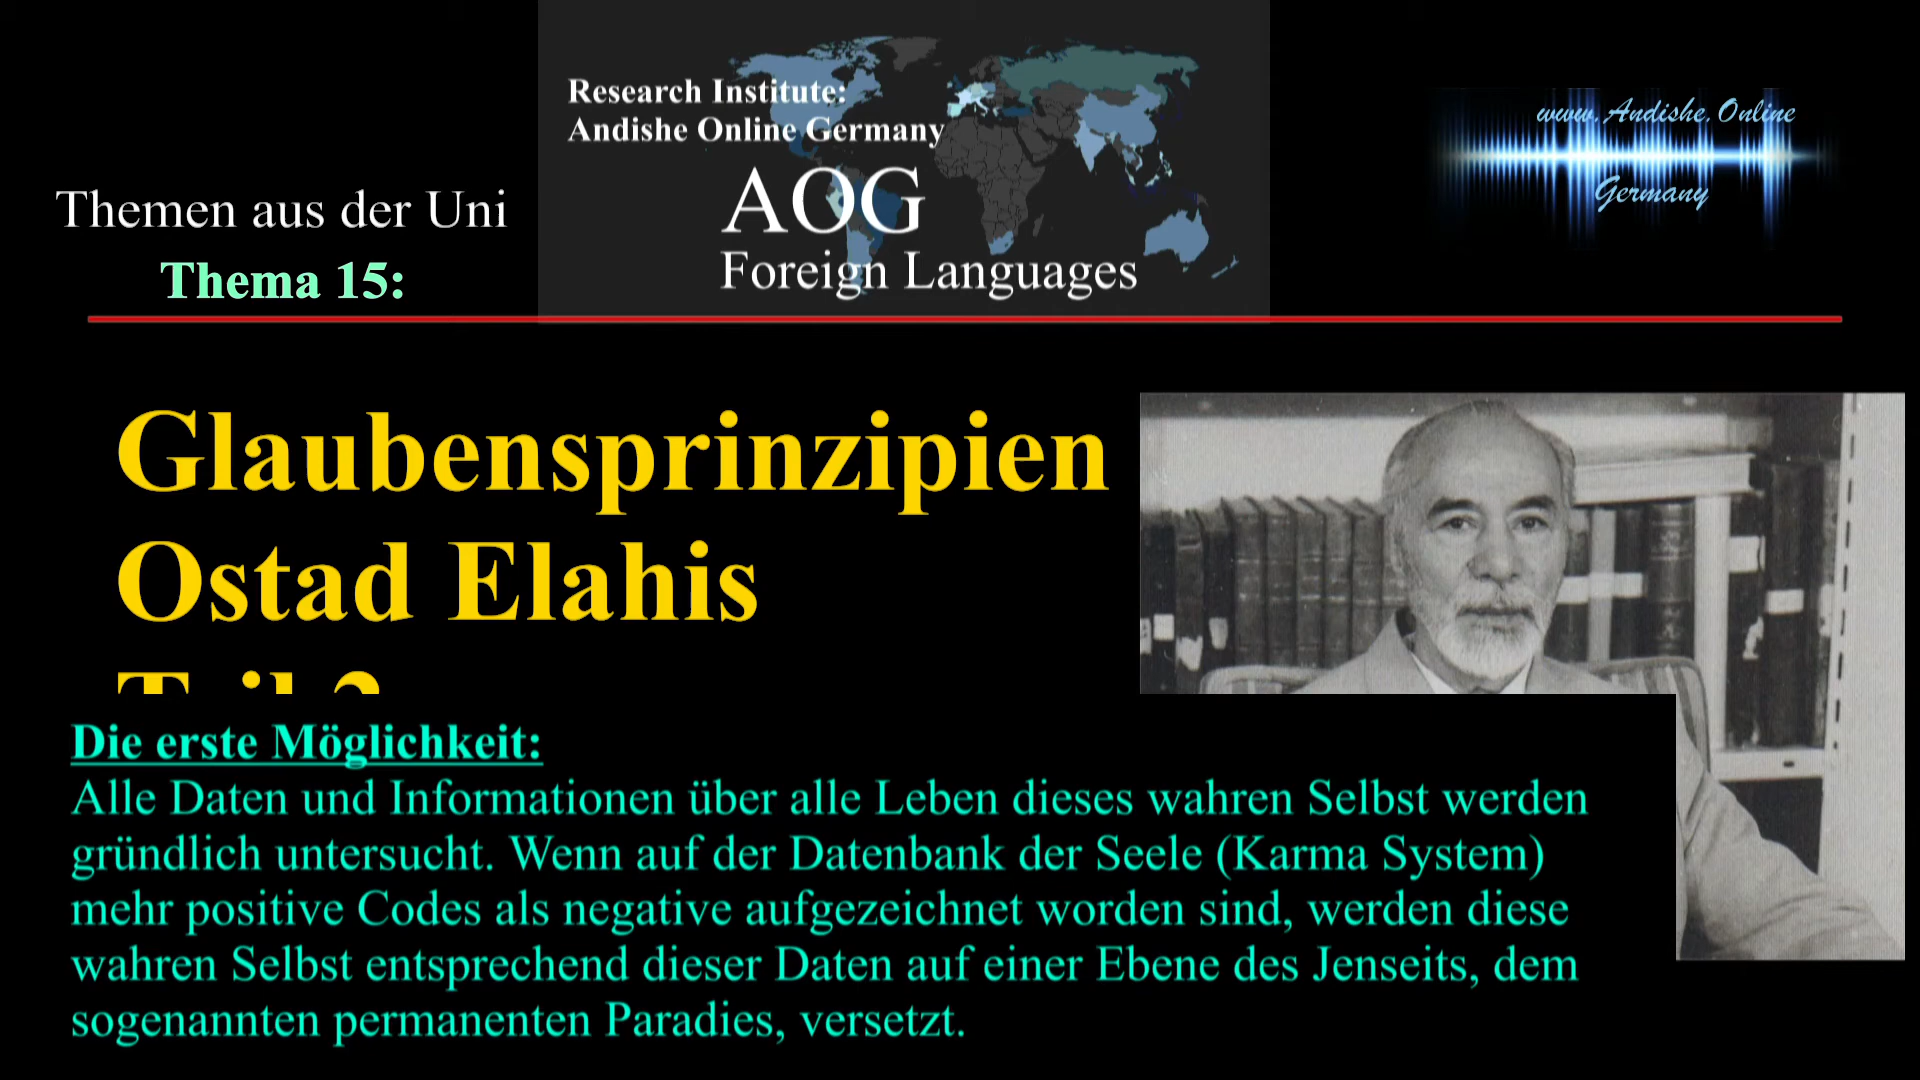 Research Institute:
Andishe Online Germany
AOG
Foreign Languages
www.Andishe.Online
Germany
Themen aus der Uni
Thema 15:
Glaubensprinzipien
Ostad Elahis
Die erste Möglichkeit:
Alle Daten und Informationen über alle Leben dieses wahren Selbst werden
gründlich untersucht. Wenn auf der Datenbank der Seele (Karma System)
mehr positive Codes als negative aufgezeichnet worden sind, werden diese
wahren Selbst entsprechend dieser Daten auf einer Ebene des Jenseits, dem
sogenannten permanenten Paradies, versetzt.